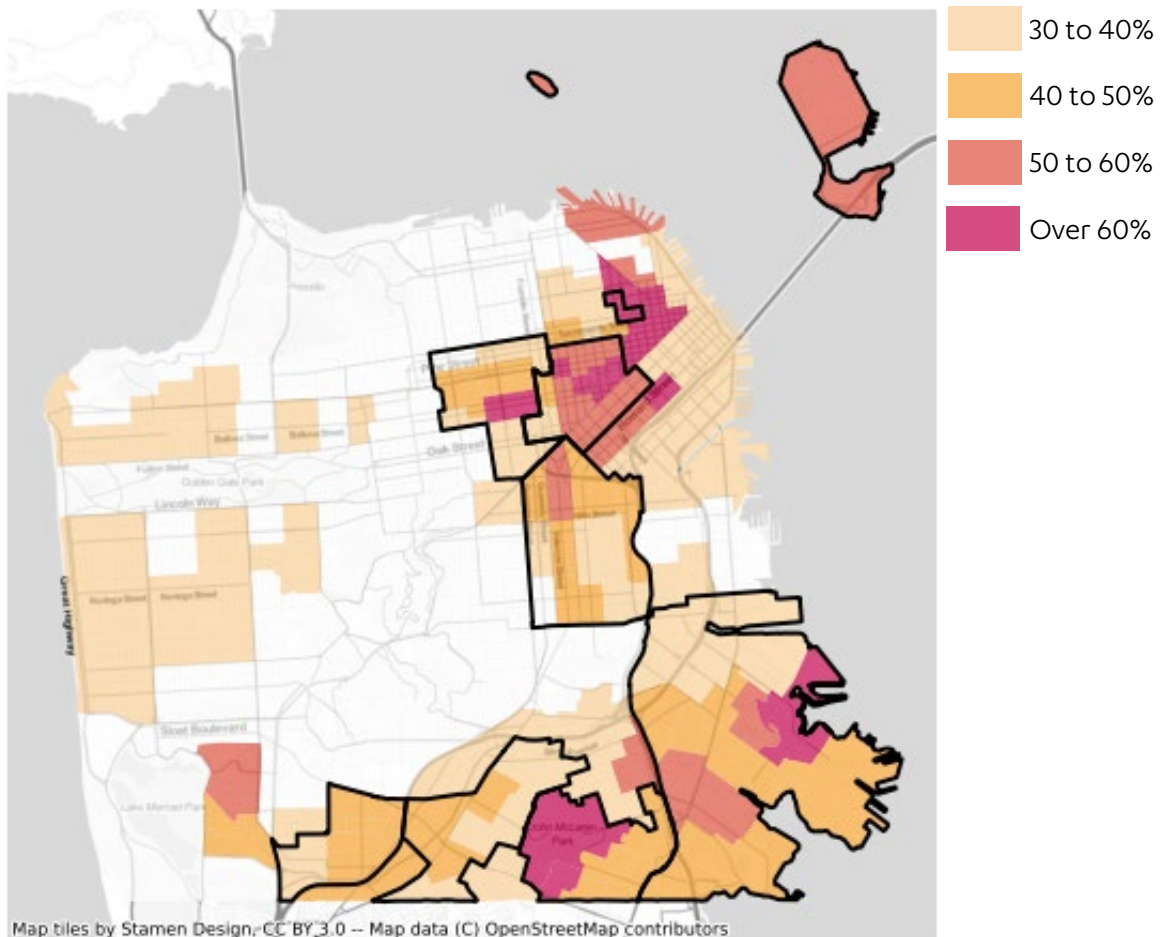 30 to 40%
40 to 50%
50 to 60%
Over 60%
Oak Street
Balboa Street
Balboa Street
Fulton Street
Golden Gate Park
Lincoln Way
Noriega Street
Noriega Street
Great Highway
Sloat Boulevard
Lake Merced Park
John McLaren
Park
Map tiles by Stamen Design, CC BY 3.0 -- Map data (C) OpenStreetMap contributors